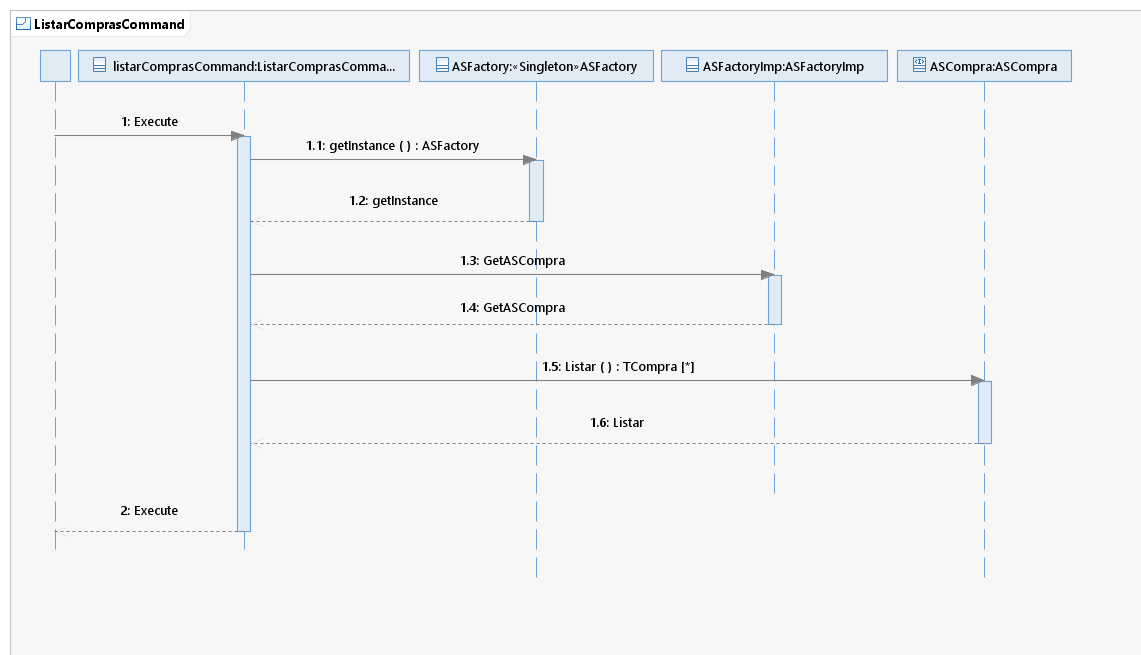 ListarComprasCommand
listarComprasCommand:ListarComprasComma...
ASFactory:«Singleton»ASFactory
ASFactoryImp:ASFactoryImp
ASCompra:ASCompra
1: Execute
1.1: getInstance ( ) : ASFactory
1.2: getInstance
1.3: GetASCompra
1.4: GetASCompra
1.5: Listar ( ) : TCompra [*]
1.6: Listar
2: Execute